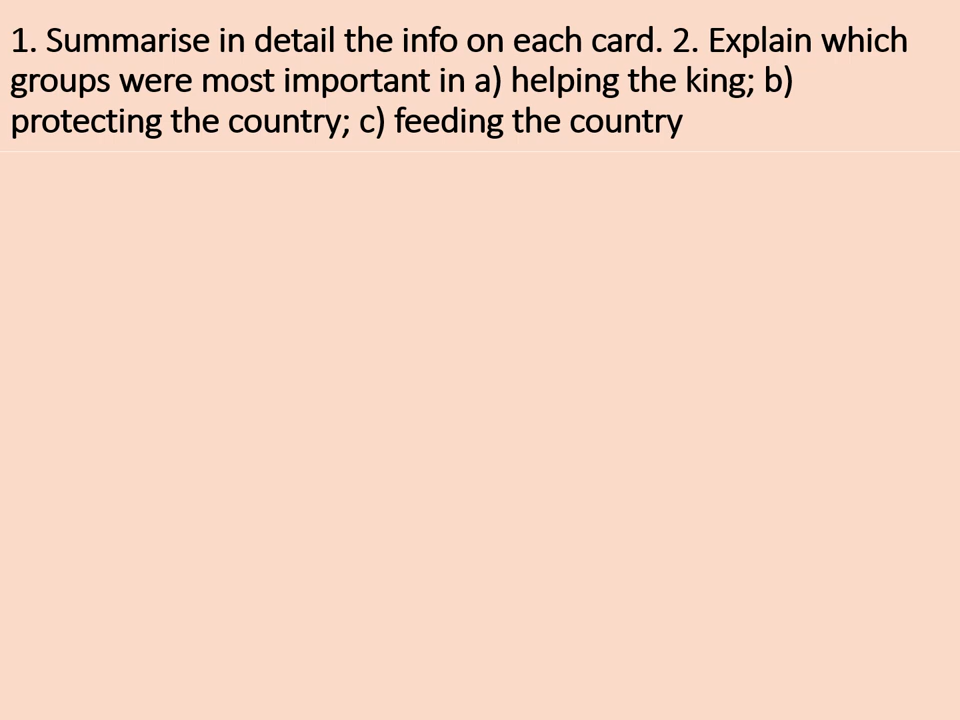 1. Summarise in detail the info on each card. 2. Explain which
groups were most important in a) helping the king; b)
protecting the country; c) feeding the country